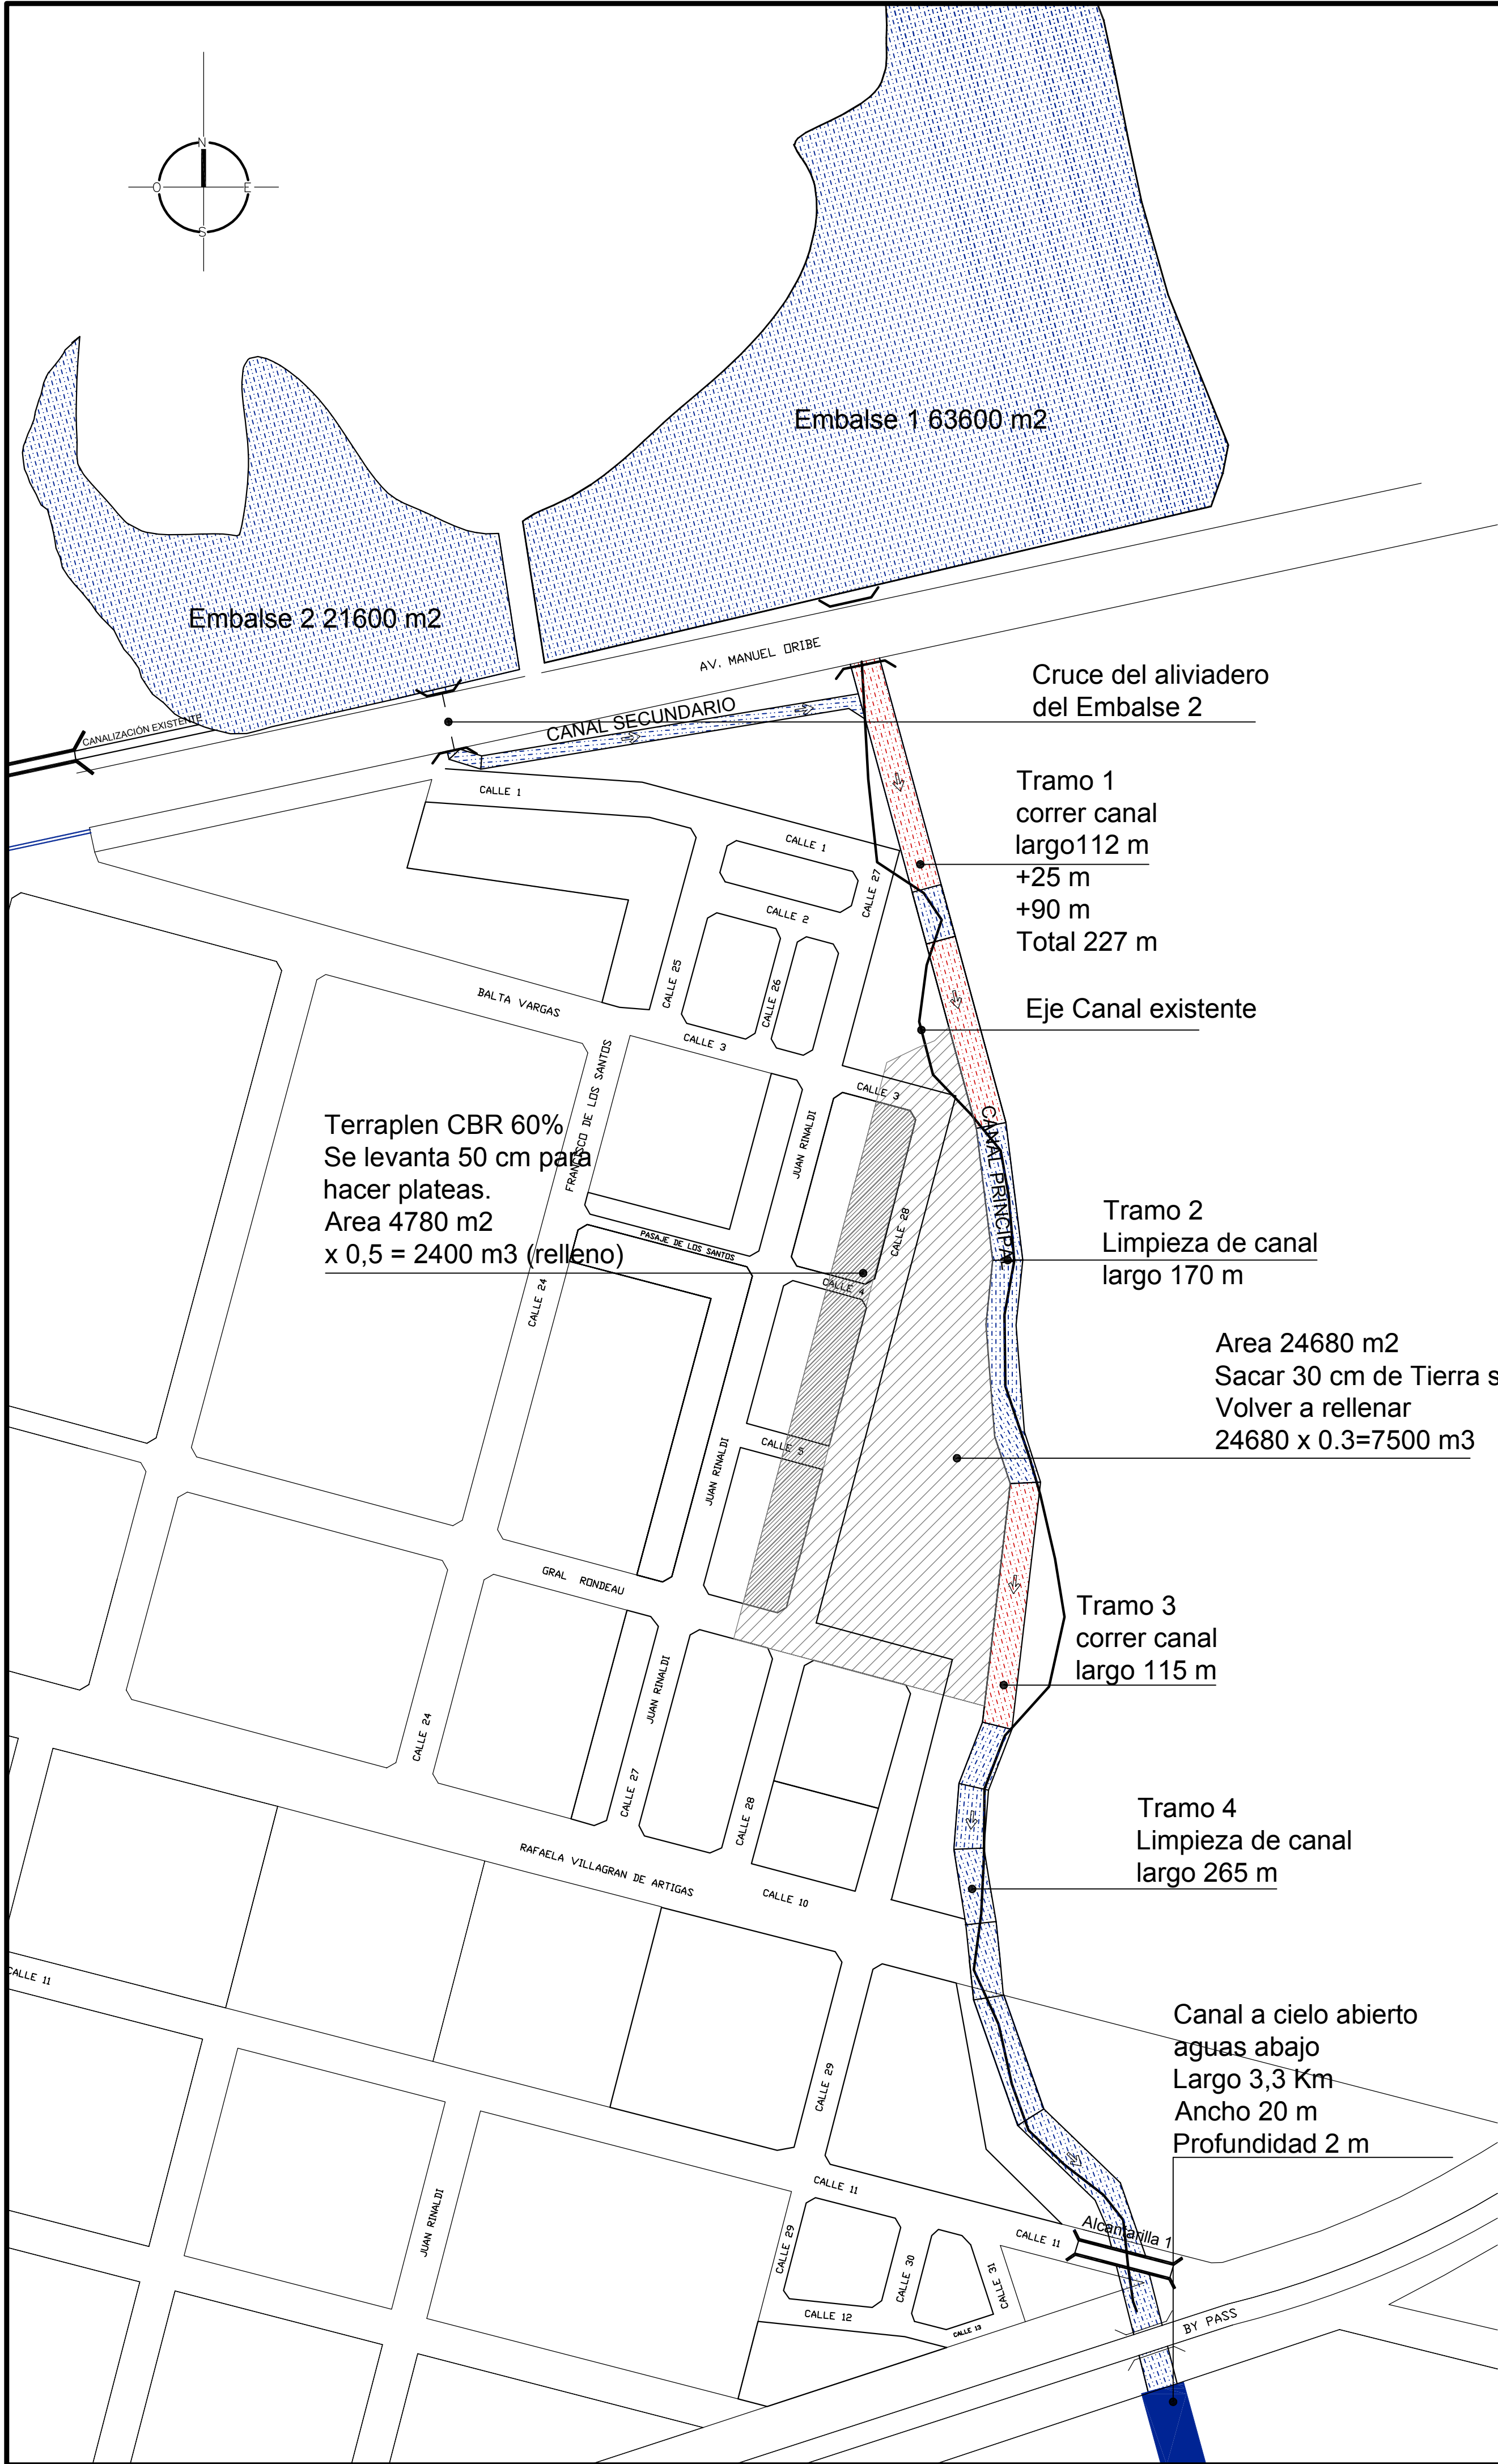 N
O
E
S
Embalse 1 63600 m2
Embalse 2 21600 m2
AV. MANUEL ORIBE
CANALIZACIÓN EXISTENTE
CANAL SECUNDARIO
Cruce del aliviadero
del Embalse 2
CALLE 1
CALLE 1
Tramo 1
correr canal
largo112 m
+25 m
+90 m
Total 227 m
CALLE 27
CALLE 2
CALLE 25
CALLE 26
BALTA VARGAS
Eje Canal existente
CALLE 3
FRANCISCO DE LOS SANTOS
CALLE 3
JUAN RINALDI
CANAL PRINCIPAL
Terraplen CBR 60%
Se levanta 50 cm para
hacer plateas.
Area 4780 m2
x 0,5 = 2400 m3 (relleno)
CALLE 28
PASAJE DE LOS SANTOS
CALLE 4
CALLE 24
Tramo 2
Limpieza de canal
largo 170 m
Area 24680 m2
Sacar 30 cm de Tierra s
Volver a rellenar
24680 x 0.3=7500 m3
CALLE 5
JUAN RINALDI
GRAL RONDEAU
Tramo 3
correr canal
largo 115 m
JUAN RINALDI
CALLE 24
CALLE 27
CALLE 28
Tramo 4
Limpieza de canal
largo 265 m
RAFAELA VILLAGRAN DE ARTIGAS
CALLE 10
CALLE 11
Canal a cielo abierto
aguas abajo
Largo 3,3 Km
Ancho 20 m
Profundidad 2 m
CALLE 29
CALLE 11
JUAN RINALDI
CALLE 29
CALLE 30
CALLE 31
CALLE 11
Alcantarilla 1
CALLE 12
CALLE 13
BY PASS